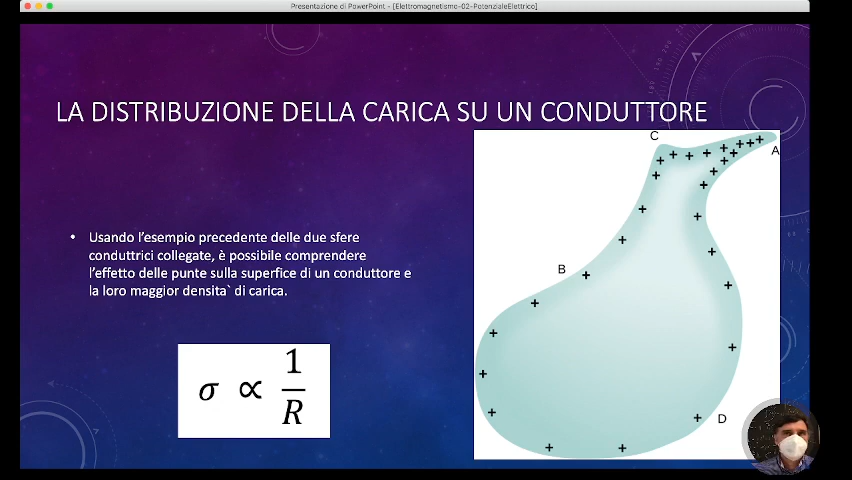 Presentazione di PowerPoint - [Elettromagnetismo-02-PotenzialeElettrico]
LA DISTRIBUZIONE DELLA CARICA SU UN CONDUTTORE
• Usando l'esempio precedente delle due sfere
conduttrici collegate, è possibile comprendere
l'effetto delle punte sulla superfice di un conduttore e
la loro maggior densita` di carica.
σ ∝ 1/R
C
A
B
D